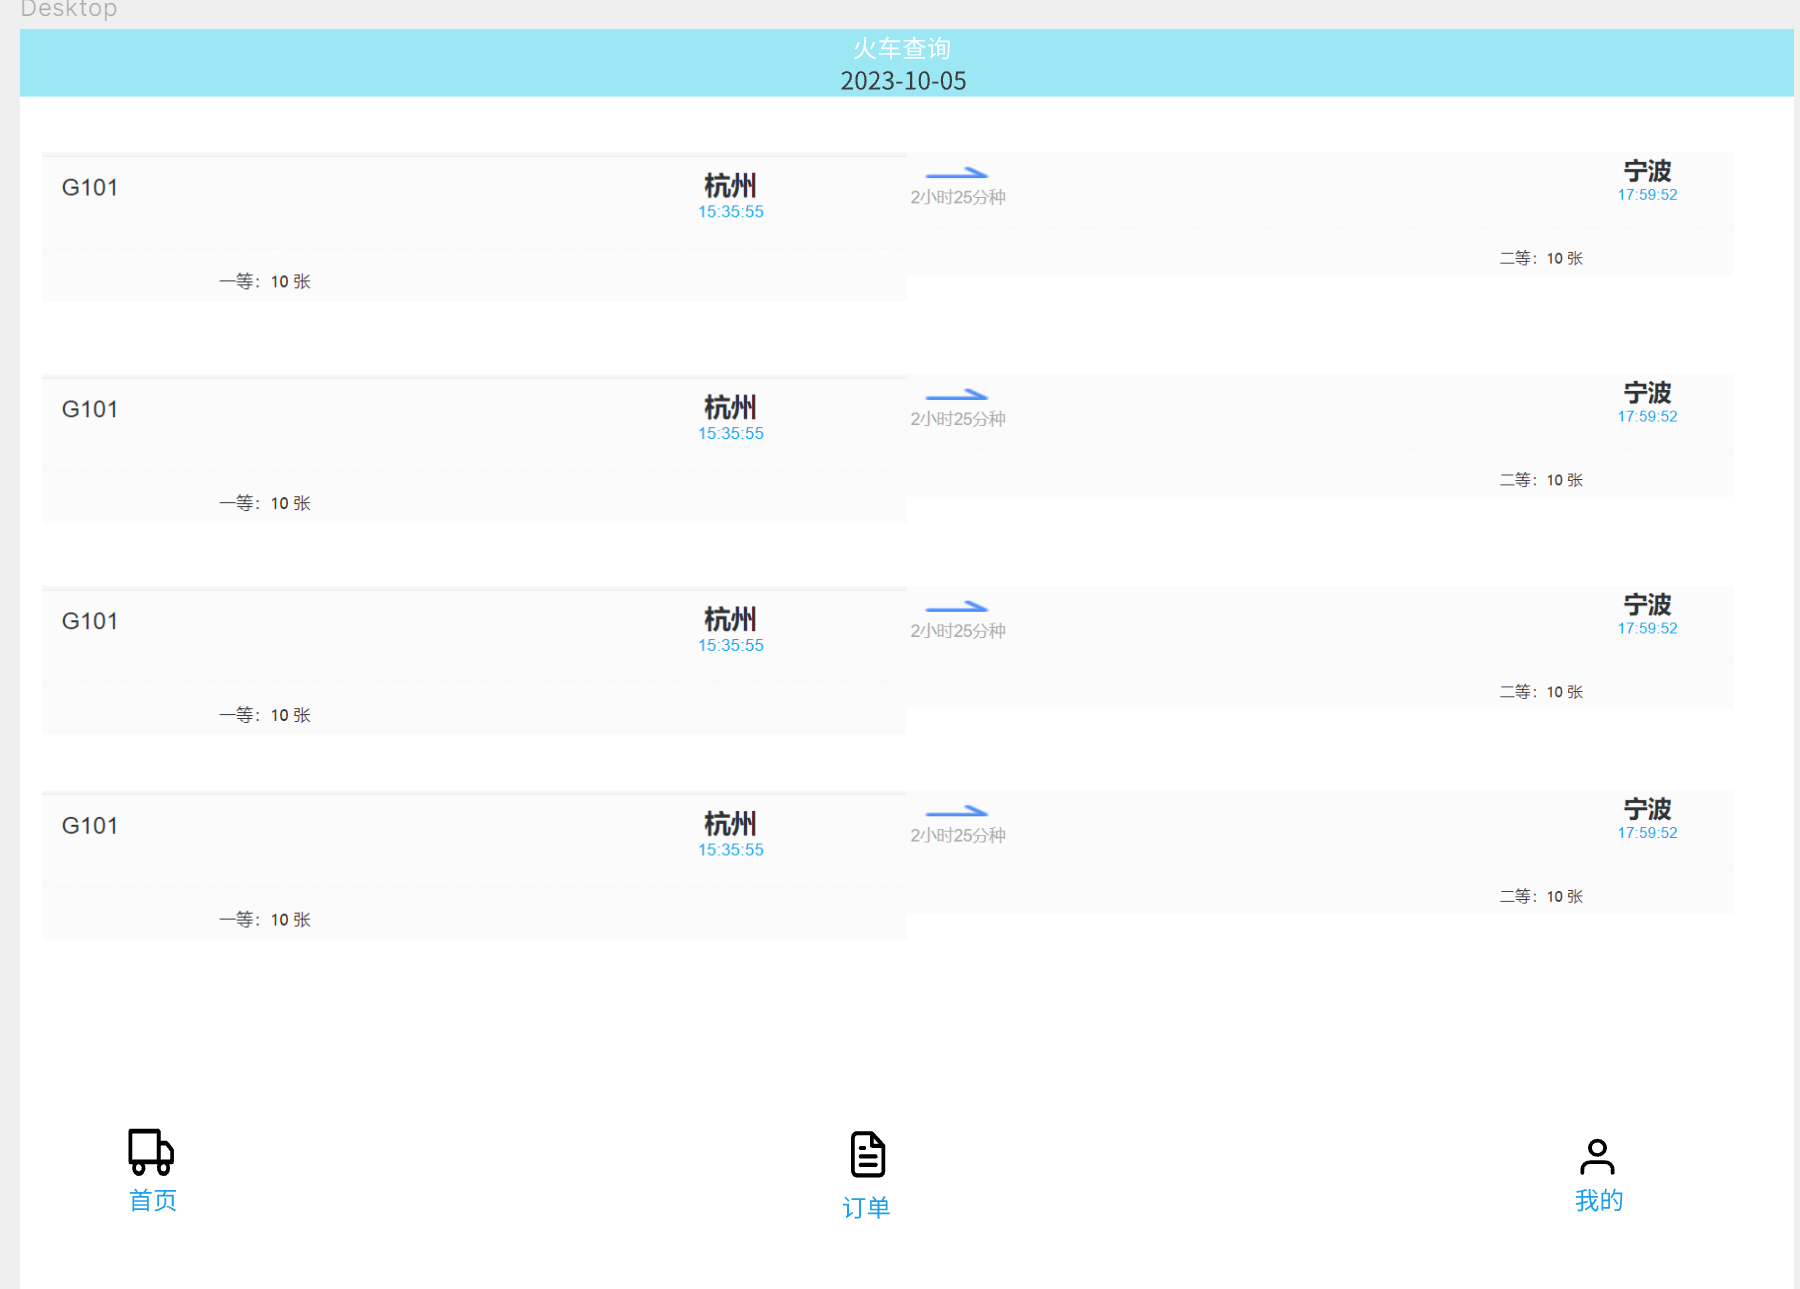 Desktop
火车查询
2023-10-05
G101
杭州
15:35:55
2小时25分种
宁波
17:59:52
一等：10 张
二等：10 张
G101
杭州
15:35:55
2小时25分种
宁波
17:59:52
一等：10 张
二等：10 张
G101
杭州
15:35:55
2小时25分种
宁波
17:59:52
一等：10 张
二等：10 张
G101
杭州
15:35:55
2小时25分种
宁波
17:59:52
一等：10 张
二等：10 张
首页
订单
我的